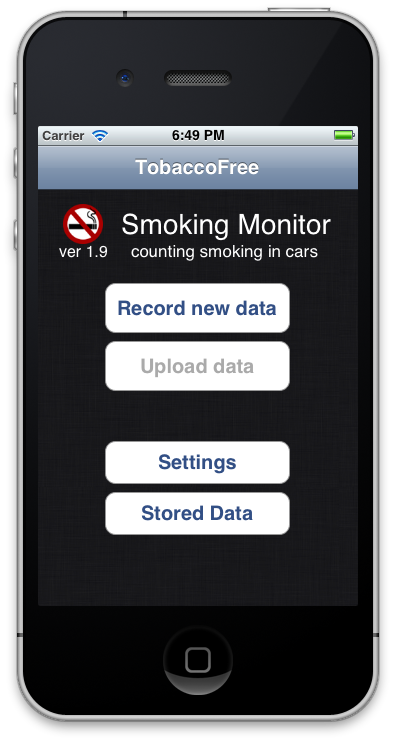 Carrier 6:49 PM
TobaccoFree
Smoking Monitor
ver 1.9 counting smoking in cars
Record new data
Upload data
Settings
Stored Data